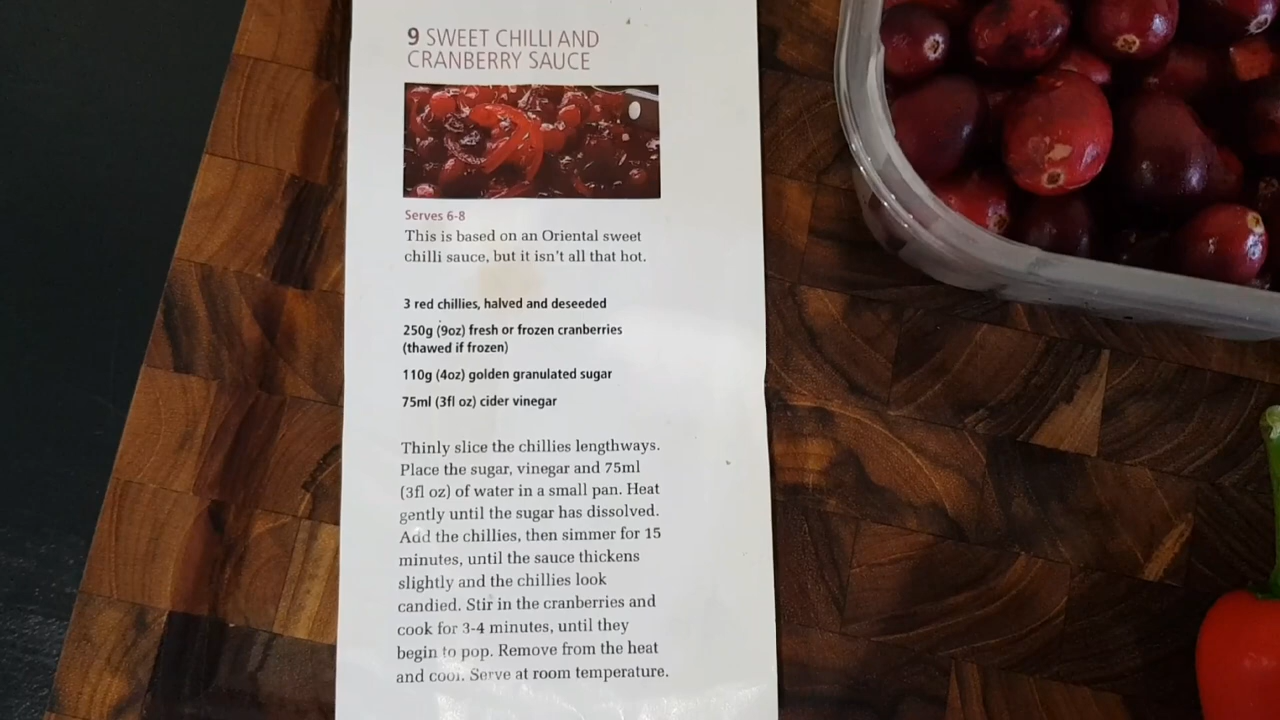 9 SWEET CHILLI AND
CRANBERRY SAUCE
Serves 6-8
This is based on an Oriental sweet
chilli sauce, but it isn't all that hot.
3 red chillies, halved and deseeded
250g (9oz) fresh or frozen cranberries
(thawed if frozen)
110g (4oz) golden granulated sugar
75ml (3fl oz) cider vinegar
Thinly slice the chillies lengthways.
Place the sugar, vinegar and 75ml
(3fl oz) of water in a small pan. Heat
gently until the sugar has dissolved.
Add the chillies, then simmer for 15
minutes, until the sauce thickens
slightly and the chillies look
candied. Stir in the cranberries and
cook for 3-4 minutes, until they
begin to pop. Remove from the heat
and cool. Serve at room temperature.